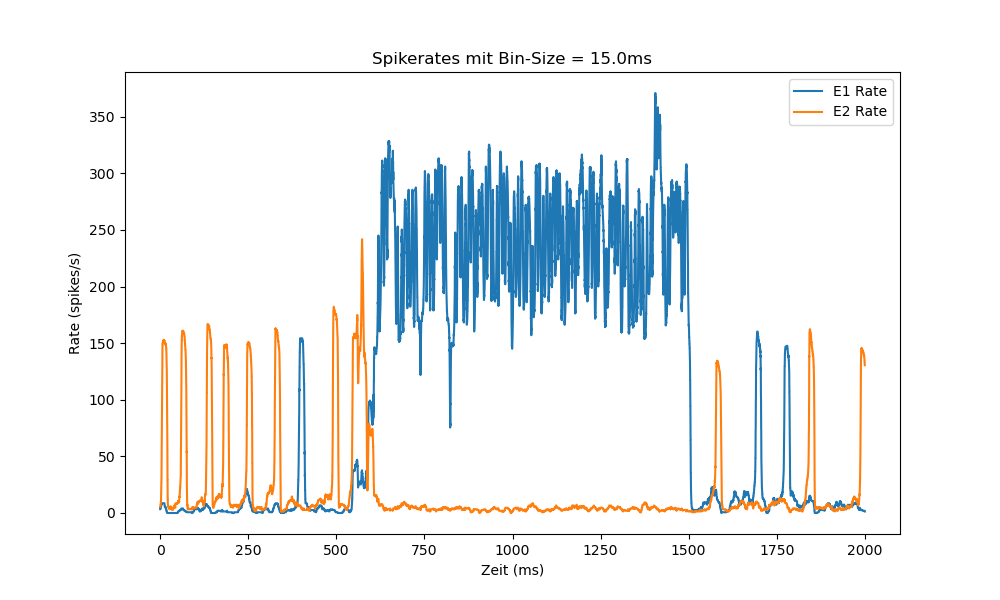 Spikerates mit Bin-Size = 15.0ms
E1 Rate
E2 Rate
Rate (spikes/s)
350
300
250
200
150
100
50
0
0 250 500 750 1000 1250 1500 1750 2000
Zeit (ms)